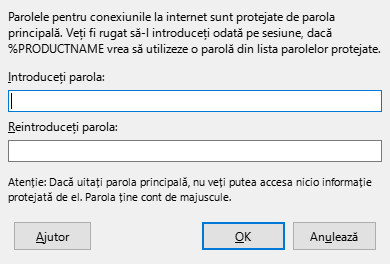 Parolele pentru conexiunile la internet sunt protejate de parola
principală. Veți fi rugat să-l introduceți odată pe sesiune, dacă
%PRODUCTNAME vrea să utilizeze o parolă din lista parolelor protejate.
Introduceți parola:
Reintroduceți parola:
Atenție: Dacă uitați parola principală, nu veți putea accesa nicio informație
protejată de el. Parola ține cont de majuscule.
Ajutor
OK
Anulează